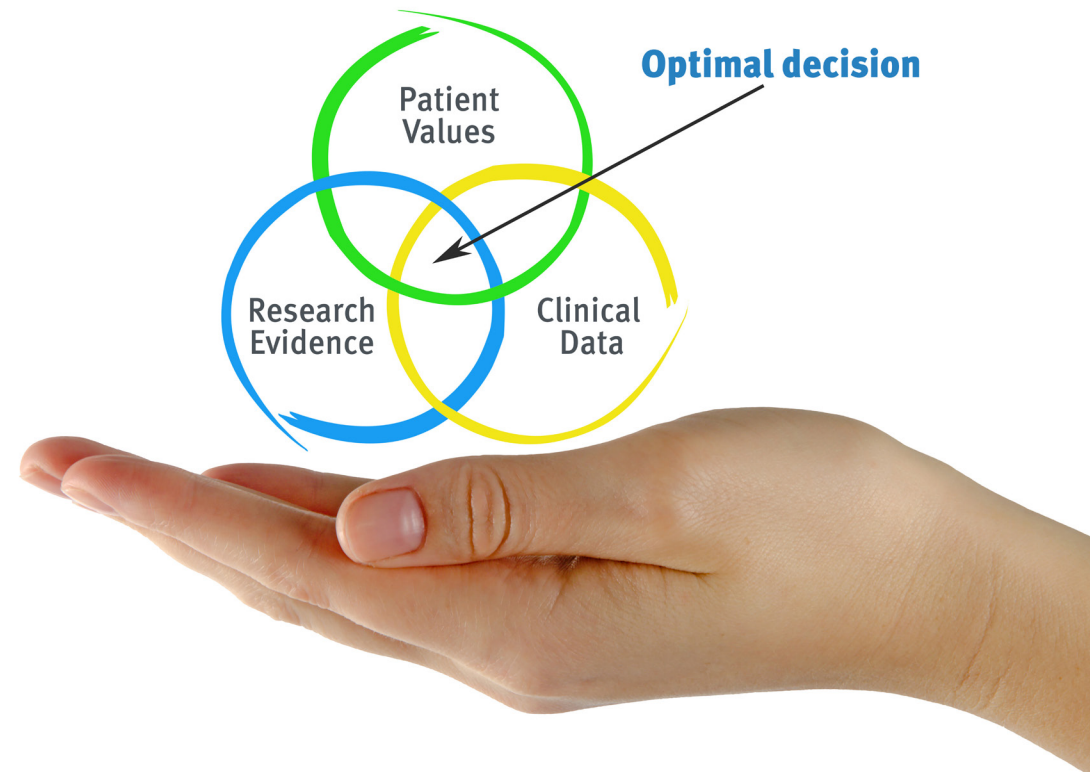 Optimal decision
Patient
Values
Research
Evidence
Clinical
Data